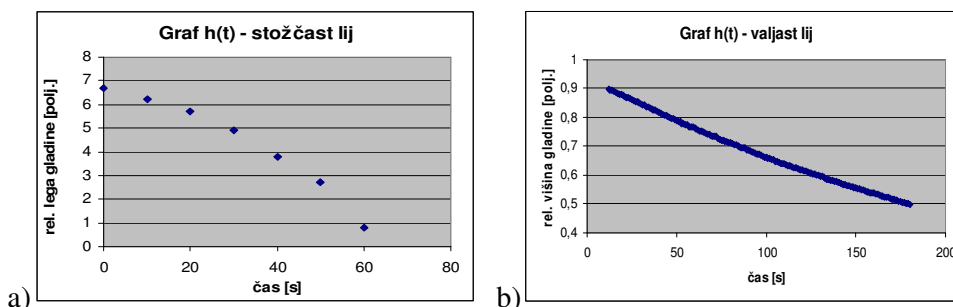 Graf h(t) - stožčast lij
rel. lega gladine [polj.]
8
7
6
5
4
3
2
1
0
0 20 40 60 80
čas [s]
a)
Graf h(t) - valjast lij
rel. višina gladine [polj.]
1
0,9
0,8
0,7
0,6
0,5
0,4
0 50 100 150 200
čas [s]
b)